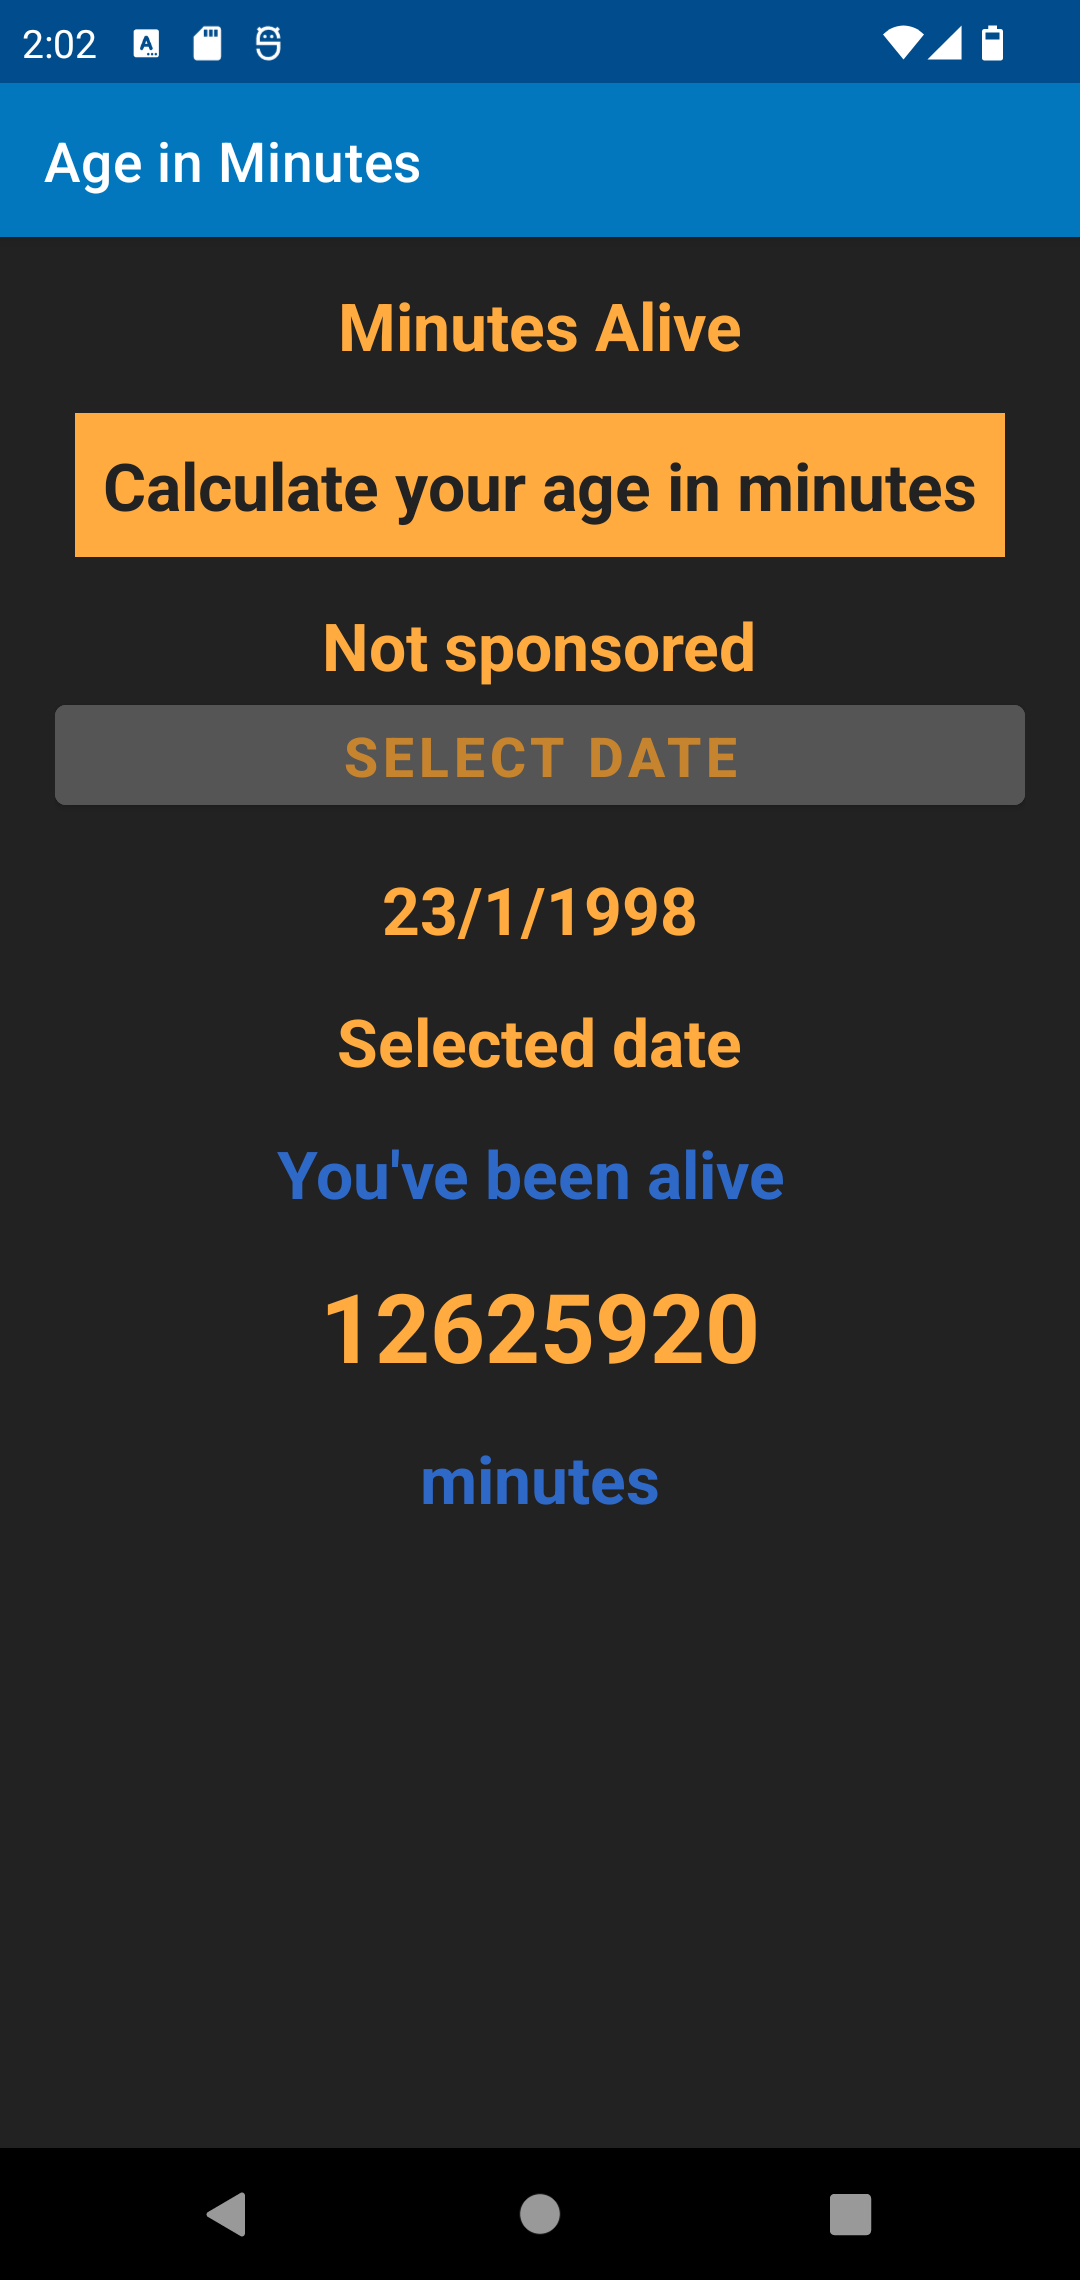 2:02
Age in Minutes
Minutes Alive
Calculate your age in minutes
Not sponsored
SELECT DATE
23/1/1998
Selected date
You've been alive
12625920
minutes